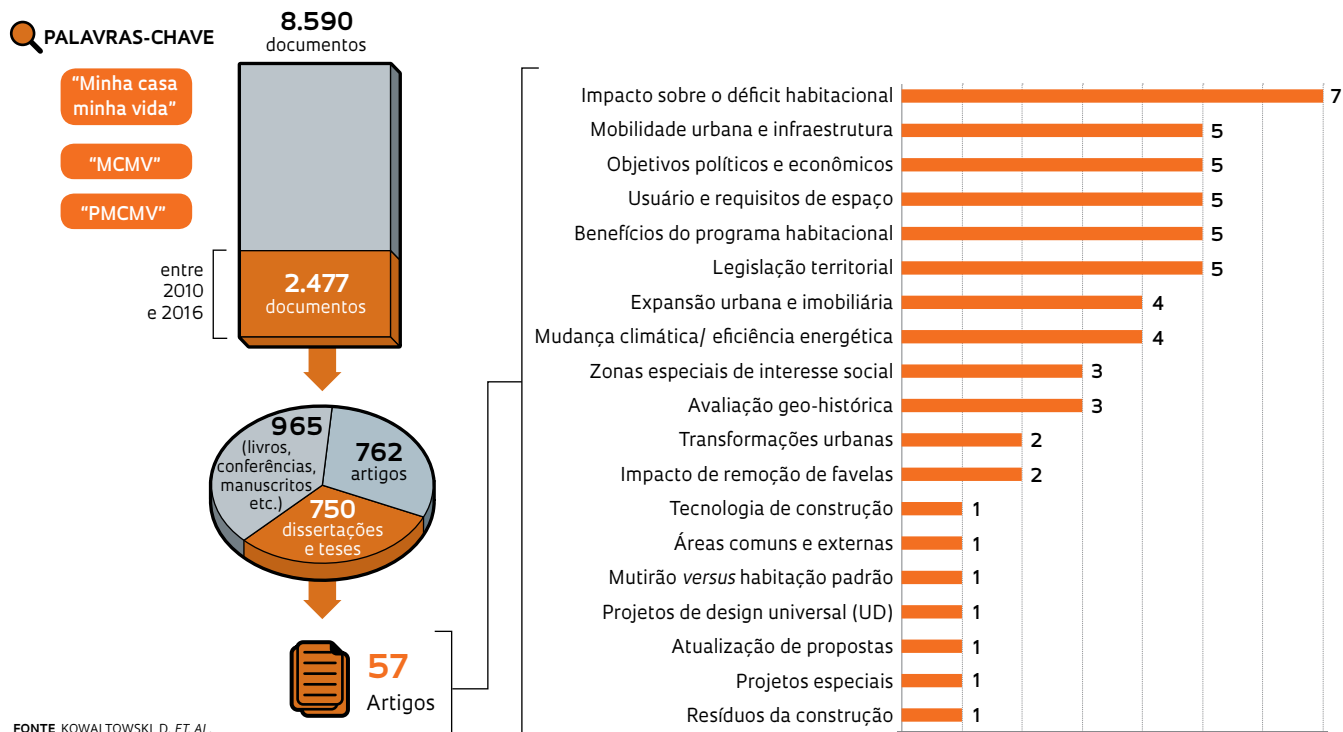 PALAVRAS-CHAVE
"Minha casa
minha vida"
"MCMV"
"PMCMV"
8.590
documentos
entre
2010
e 2016
2.477
documentos
965
(livros,
conferências,
manuscritos
etc.)
762
artigos
750
dissertações
e teses
57
Artigos
Impacto sobre o déficit habitacional 7
Mobilidade urbana e infraestrutura 5
Objetivos políticos e econômicos 5
Usuário e requisitos de espaço 5
Benefícios do programa habitacional 5
Legislação territorial 5
Expansão urbana e imobiliária 4
Mudança climática/ eficiência energética 4
Zonas especiais de interesse social 3
Avaliação geo-histórica 3
Transformações urbanas 2
Impacto de remoção de favelas 2
Tecnologia de construção 1
Áreas comuns e externas 1
Mutirão versus habitação padrão 1
Projetos de design universal (UD) 1
Atualização de propostas 1
Projetos especiais 1
Resíduos da construção 1
FONTE KOWALTOWSKI, D. ET AL.